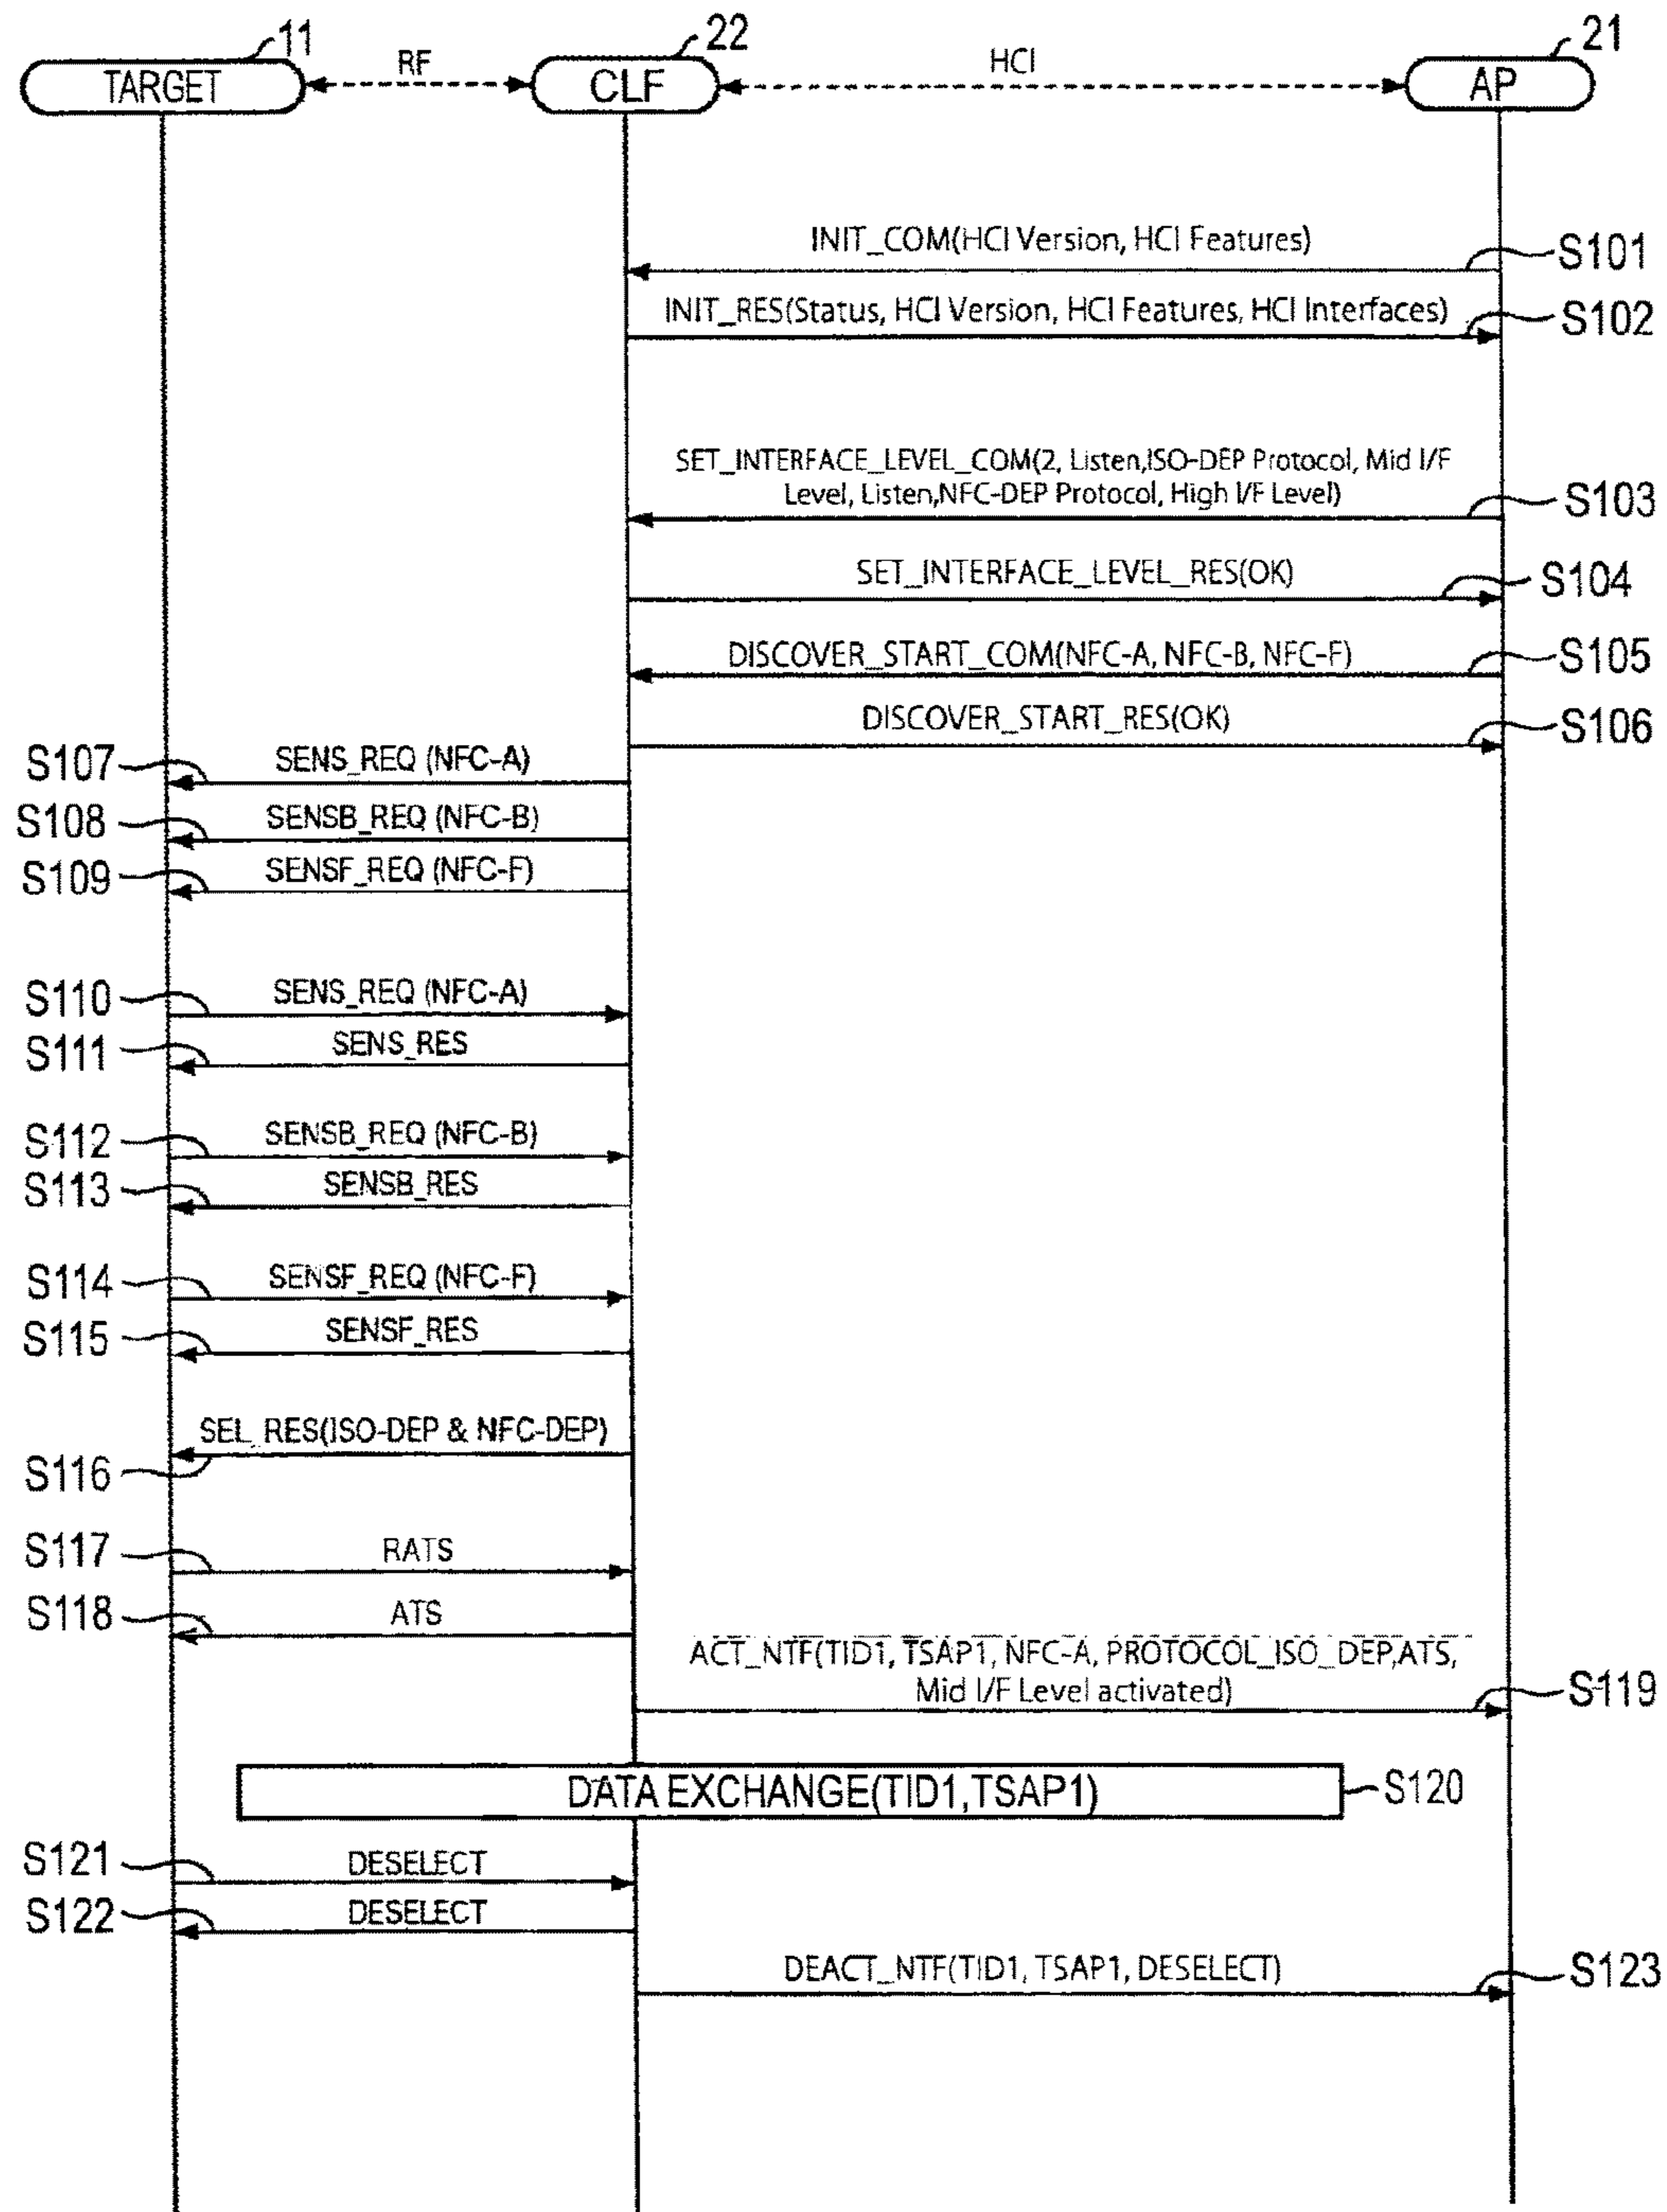 11
22
21
TARGET
RF
CLF
HCI
AP
INIT_COM(HCI Version, HCI Features)
S101
INIT_RES(Status, HCI Version, HCI Features, HCI Interfaces)
S102
SET_INTERFACE_LEVEL_COM(2, Listen,ISO-DEP Protocol, Mid I/F
Level, Listen,NFC-DEP Protocol, High I/F Level)
S103
SET_INTERFACE_LEVEL_RES(OK)
S104
DISCOVER_START_COM(NFC-A, NFC-B, NFC-F)
S105
DISCOVER_START_RES(OK)
S106
S107
SENS_REQ (NFC-A)
S108
SENSB_REQ (NFC-B)
S109
SENSF_REQ (NFC-F)
S110
SENS_REQ (NFC-A)
S111
SENS_RES
S112
SENSB_REQ (NFC-B)
S113
SENSB_RES
S114
SENSF_REQ (NFC-F)
S115
SENSF_RES
SEL_RES(ISO-DEP & NFC-DEP)
S116
S117
RATS
S118
ATS
ACT_NTF(TID1, TSAP1, NFC-A, PROTOCOL_ISO_DEP,ATS,
Mid I/F Level activated)
S119
DATA EXCHANGE(TID1,TSAP1)
S120
S121
DESELECT
S122
DESELECT
DEACT_NTF(TID1, TSAP1, DESELECT)
S123